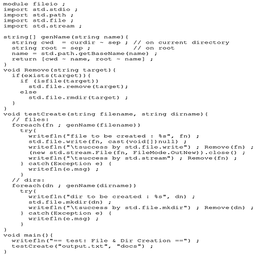 module fileio ;
import std.stdio ;
import std.path ;
import std.file ;
import std.stream ;
string[] genName(string name){
string cwd = curdir ~ sep ; // on current directory
string root = sep ; // on root
name = std.path.getBaseName(name) ;
return [cwd ~ name, root ~ name] ;
}
void Remove(string target){
if(exists(target)){
if (isfile(target))
std.file.remove(target);
else
std.file.rmdir(target) ;
}
}
void testCreate(string filename, string dirname){
// files:
foreach(fn ; genName(filename))
try{
writefln("file to be created : %s", fn) ;
std.file.write(fn, cast(void[])null) ;
writefln("\tsuccess by std.file.write") ; Remove(fn) ;
(new std.stream.File(fn, FileMode.OutNew)).close() ;
writefln("\tsuccess by std.stream") ; Remove(fn) ;
} catch(Exception e) {
writefln(e.msg) ;
}
// dirs:
foreach(dn ; genName(dirname))
try{
writefln("dir to be created : %s", dn) ;
std.file.mkdir(dn) ;
writefln("\tsuccess by std.file.mkdir") ; Remove(dn) ;
} catch(Exception e) {
writefln(e.msg) ;
}
}
void main(){
writefln("== test: File & Dir Creation ==") ;
testCreate("output.txt", "docs") ;
}